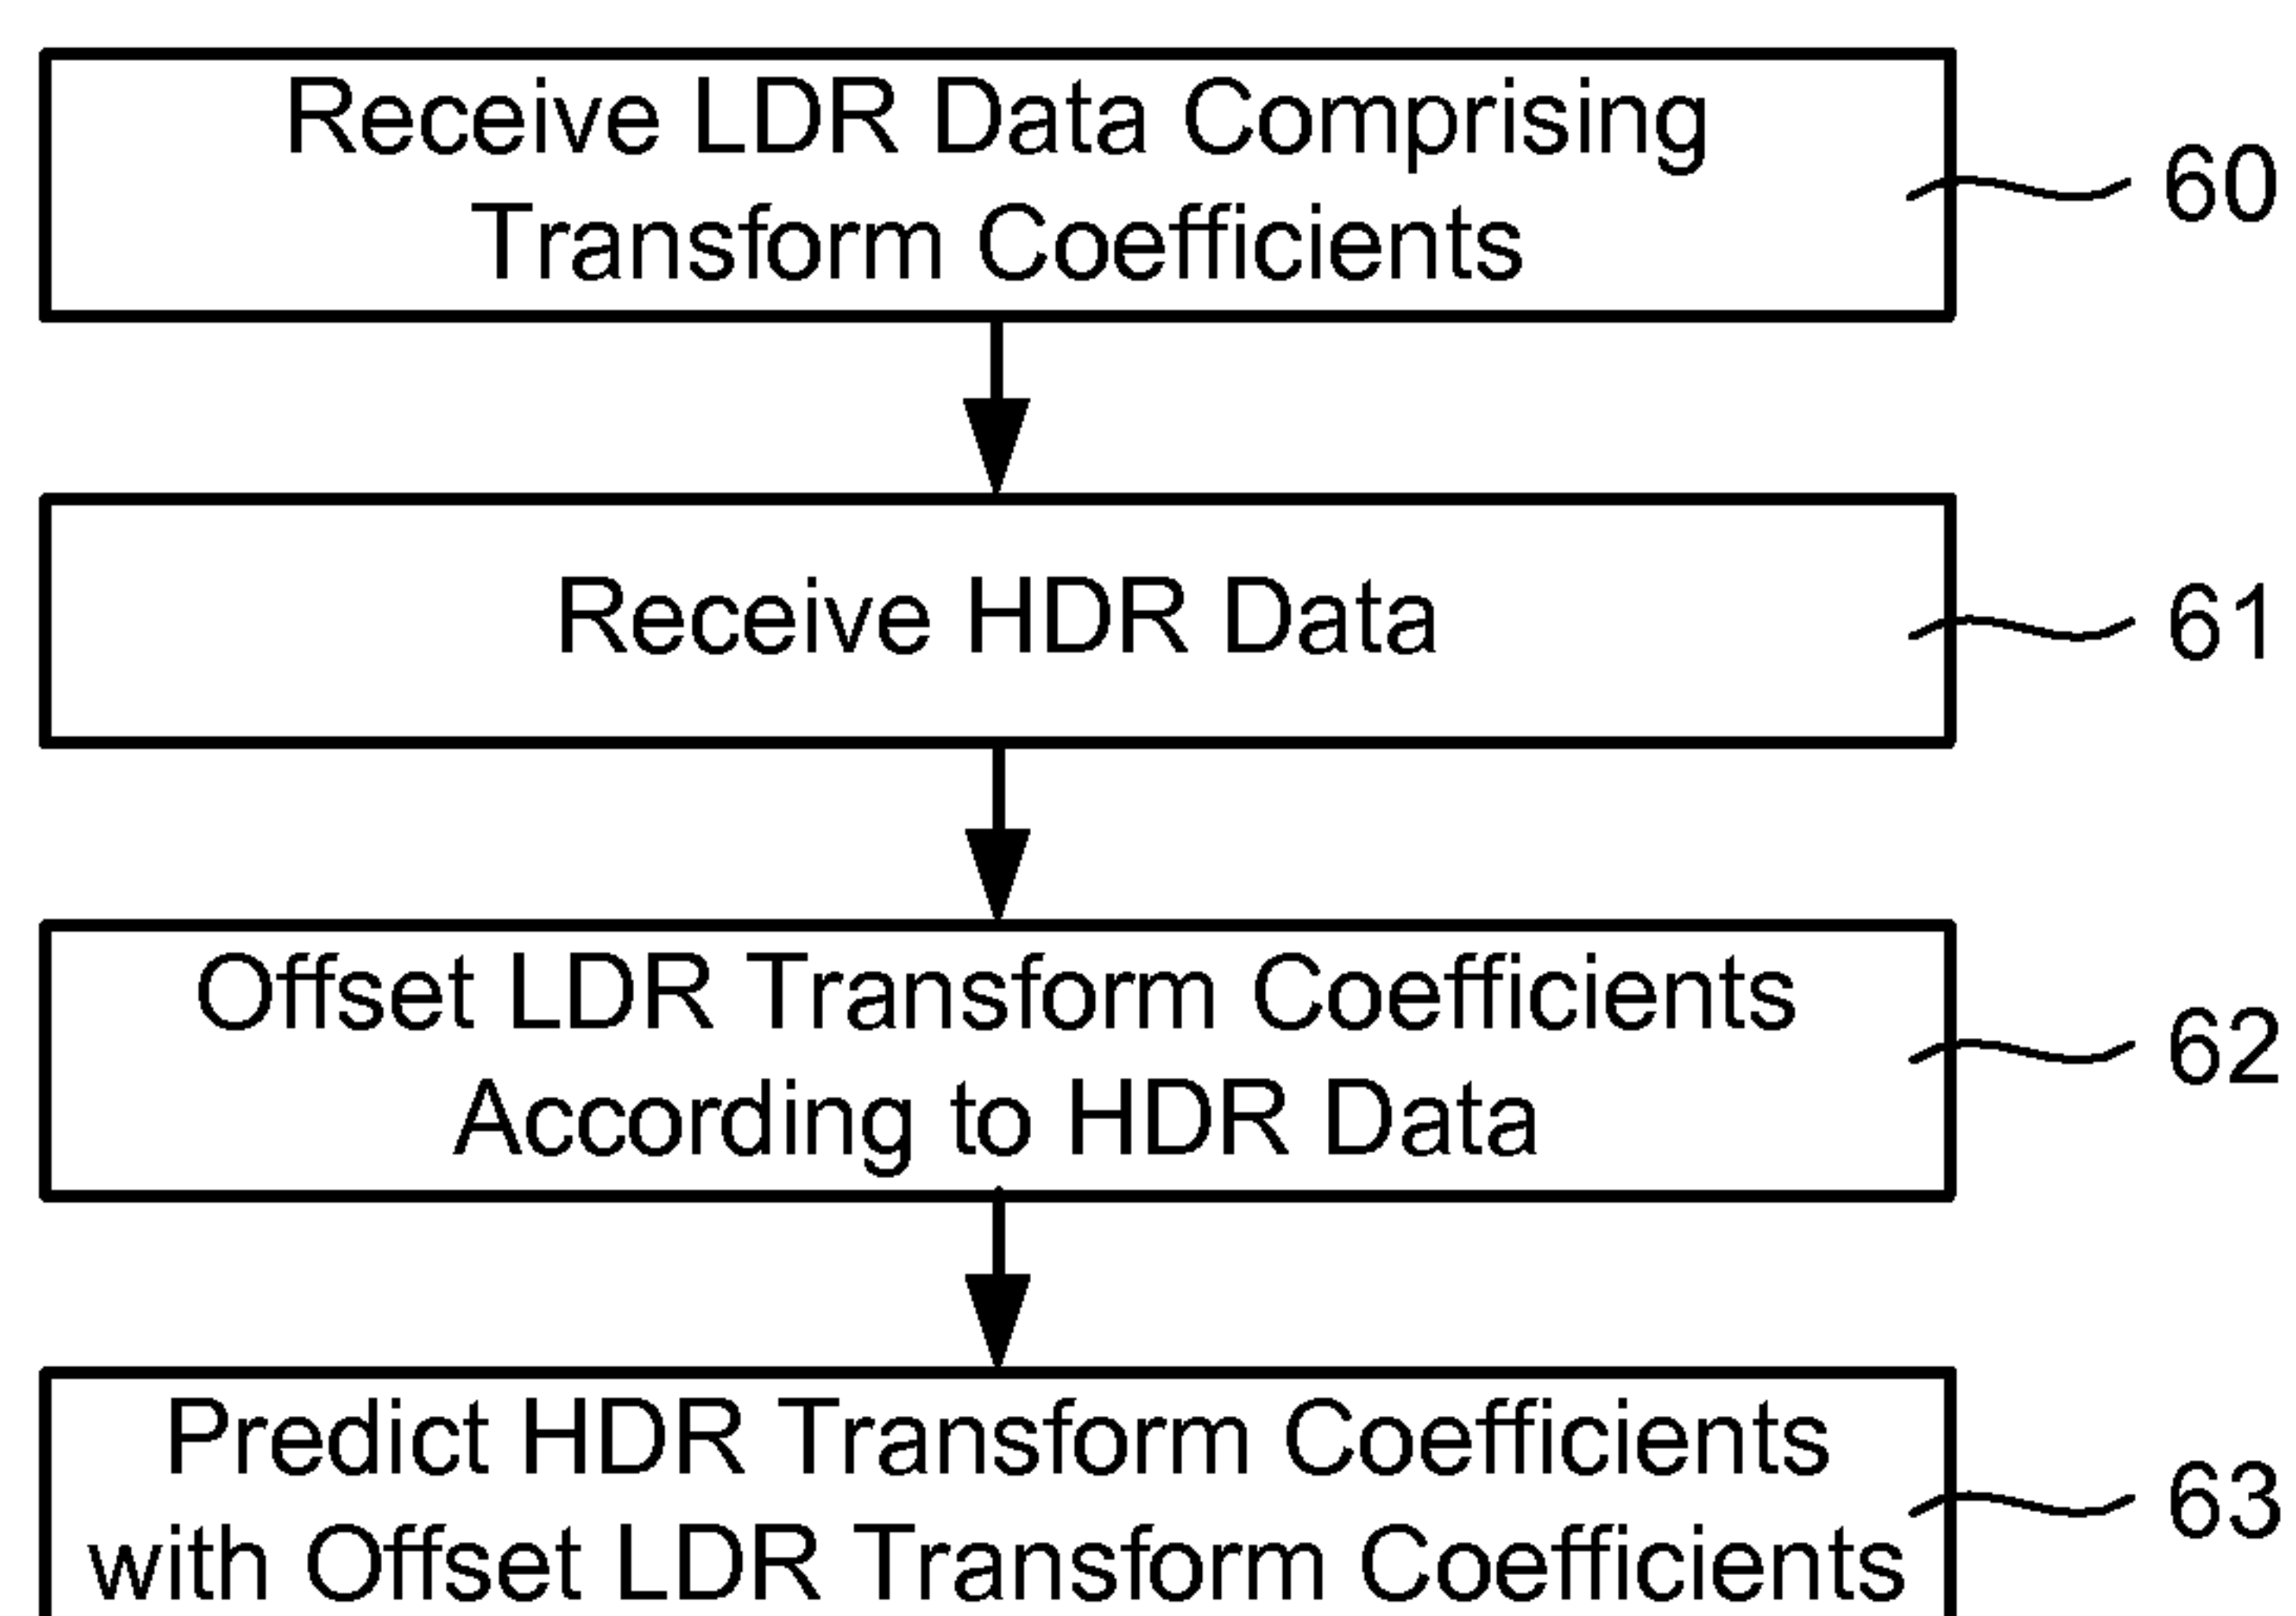 Receive LDR Data Comprising
Transform Coefficients
60
Receive HDR Data
61
Offset LDR Transform Coefficients
According to HDR Data
62
Predict HDR Transform Coefficients
with Offset LDR Transform Coefficients
63